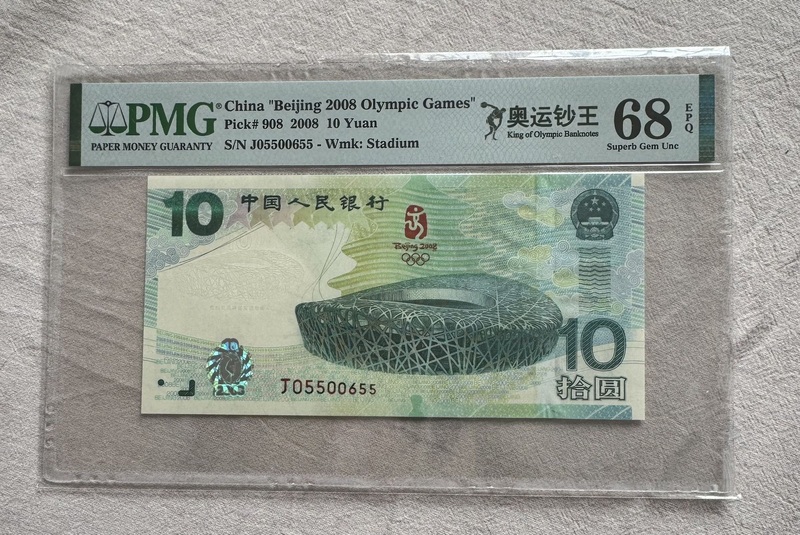 PMG®
PAPER MONEY GUARANTY
China "Beijing 2008 Olympic Games"
Pick# 908 2008 10 Yuan
S/N J05500655 - Wmk: Stadium
奥运钞王
King of Olympic Banknotes
68
Superb Gem Unc
EPQ
10
中国人民银行
Beijing 2008
10
拾圆
J05500655